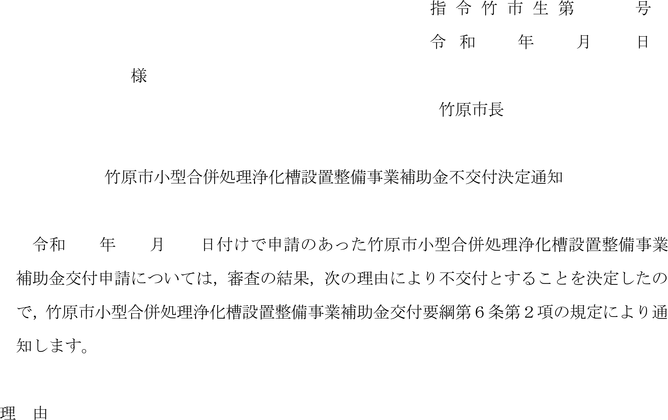 指令竹市生第　　　号
令和　　年　　月　　日
様
竹原市長
竹原市小型合併処理浄化槽設置整備事業補助金不交付決定通知
令和　　年　　月　　日付けで申請のあった竹原市小型合併処理浄化槽設置整備事業
補助金交付申請については，審査の結果，次の理由により不交付とすることを決定したの
で，竹原市小型合併処理浄化槽設置整備事業補助金交付要綱第６条第２項の規定により通
知します。
理　由